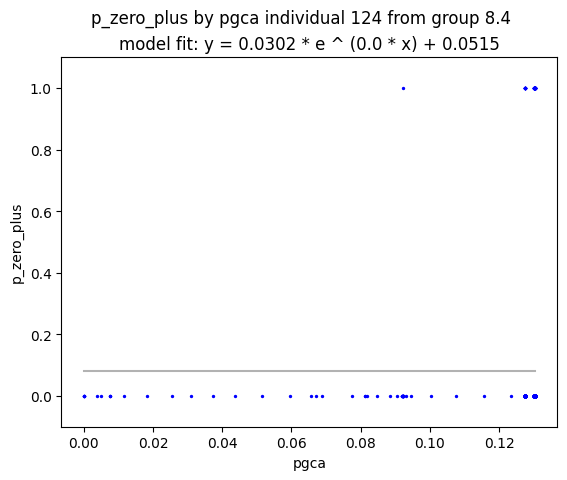 p_zero_plus by pgca individual 124 from group 8.4
model fit: y = 0.0302 * e ^ (0.0 * x) + 0.0515
1.0
0.8
0.6
0.4
0.2
0.0
p_zero_plus
0.00 0.02 0.04 0.06 0.08 0.10 0.12
pgca